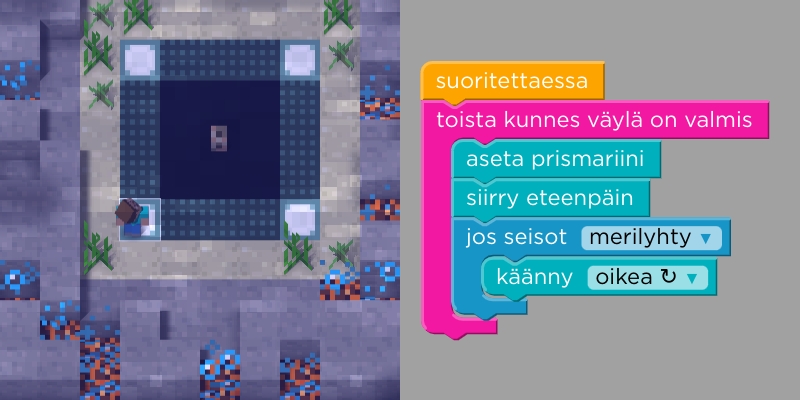 suoritettaessa
toista kunnes väylä on valmis
aseta prismariini
siirry eteenpäin
jos seisot merilyhty ▼
käänny oikea ↻ ▼